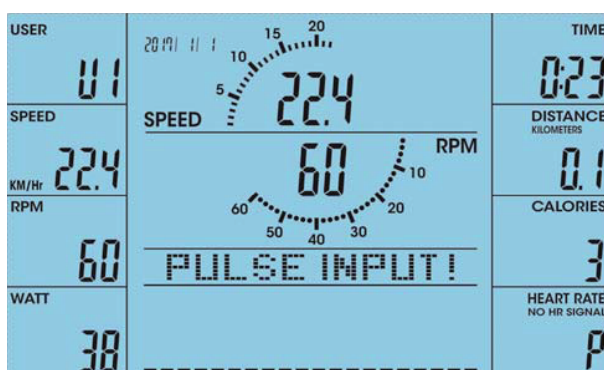 USER
U1
SPEED
KM/Hr 22.4
RPM
60
WATT
38
2017/ 1/ 1
5 10 15 20
SPEED 22.4
RPM
60
10 20 30 40 50 60
PULSE INPUT!
TIME
0:23
DISTANCE
KILOMETERS
0.1
CALORIES
3
HEART RATE
NO HR SIGNAL
P